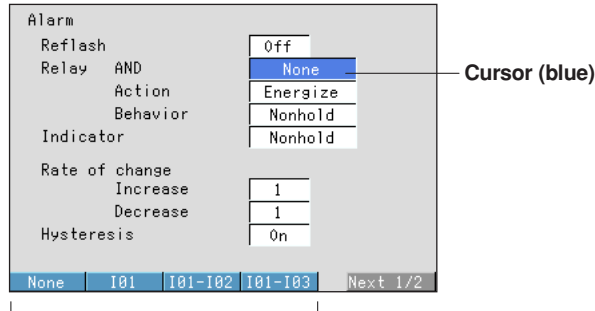 Alarm
Reflash Off
Relay AND None
Action Energize
Behavior Nonhold
Indicator Nonhold
Rate of change
Increase 1
Decrease 1
Hysteresis On
None I01 I01-I02 I01-I03 Next 1/2
Cursor (blue)